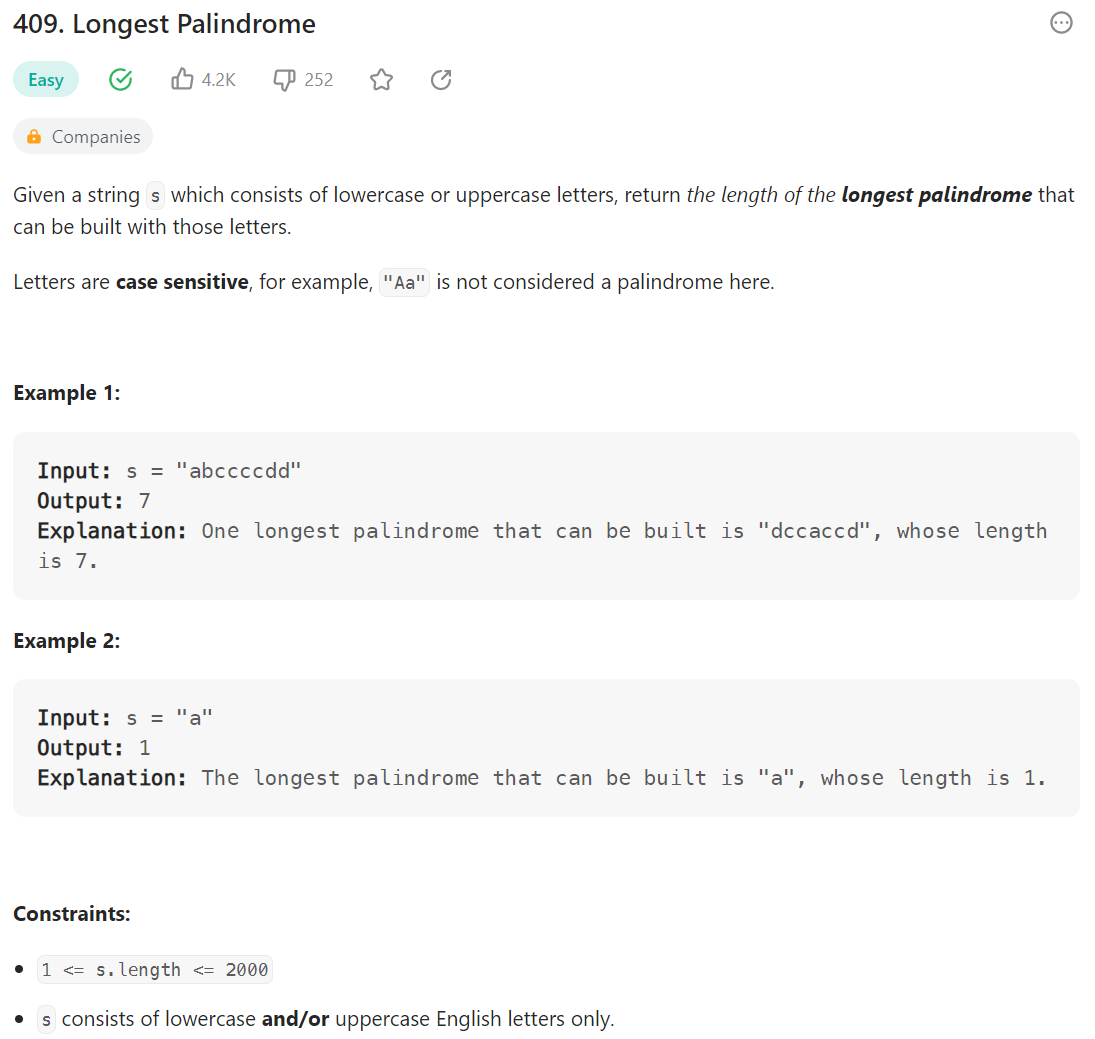 409. Longest Palindrome
Easy 4.2K 252
Companies
Given a string s which consists of lowercase or uppercase letters, return the length of the longest palindrome that
can be built with those letters.
Letters are case sensitive, for example, "Aa" is not considered a palindrome here.
Example 1:
Input: s = "abccccdd"
Output: 7
Explanation: One longest palindrome that can be built is "dccaccd", whose length
is 7.
Example 2:
Input: s = "a"
Output: 1
Explanation: The longest palindrome that can be built is "a", whose length is 1.
Constraints:
• 1 <= s.length <= 2000
• s consists of lowercase and/or uppercase English letters only.